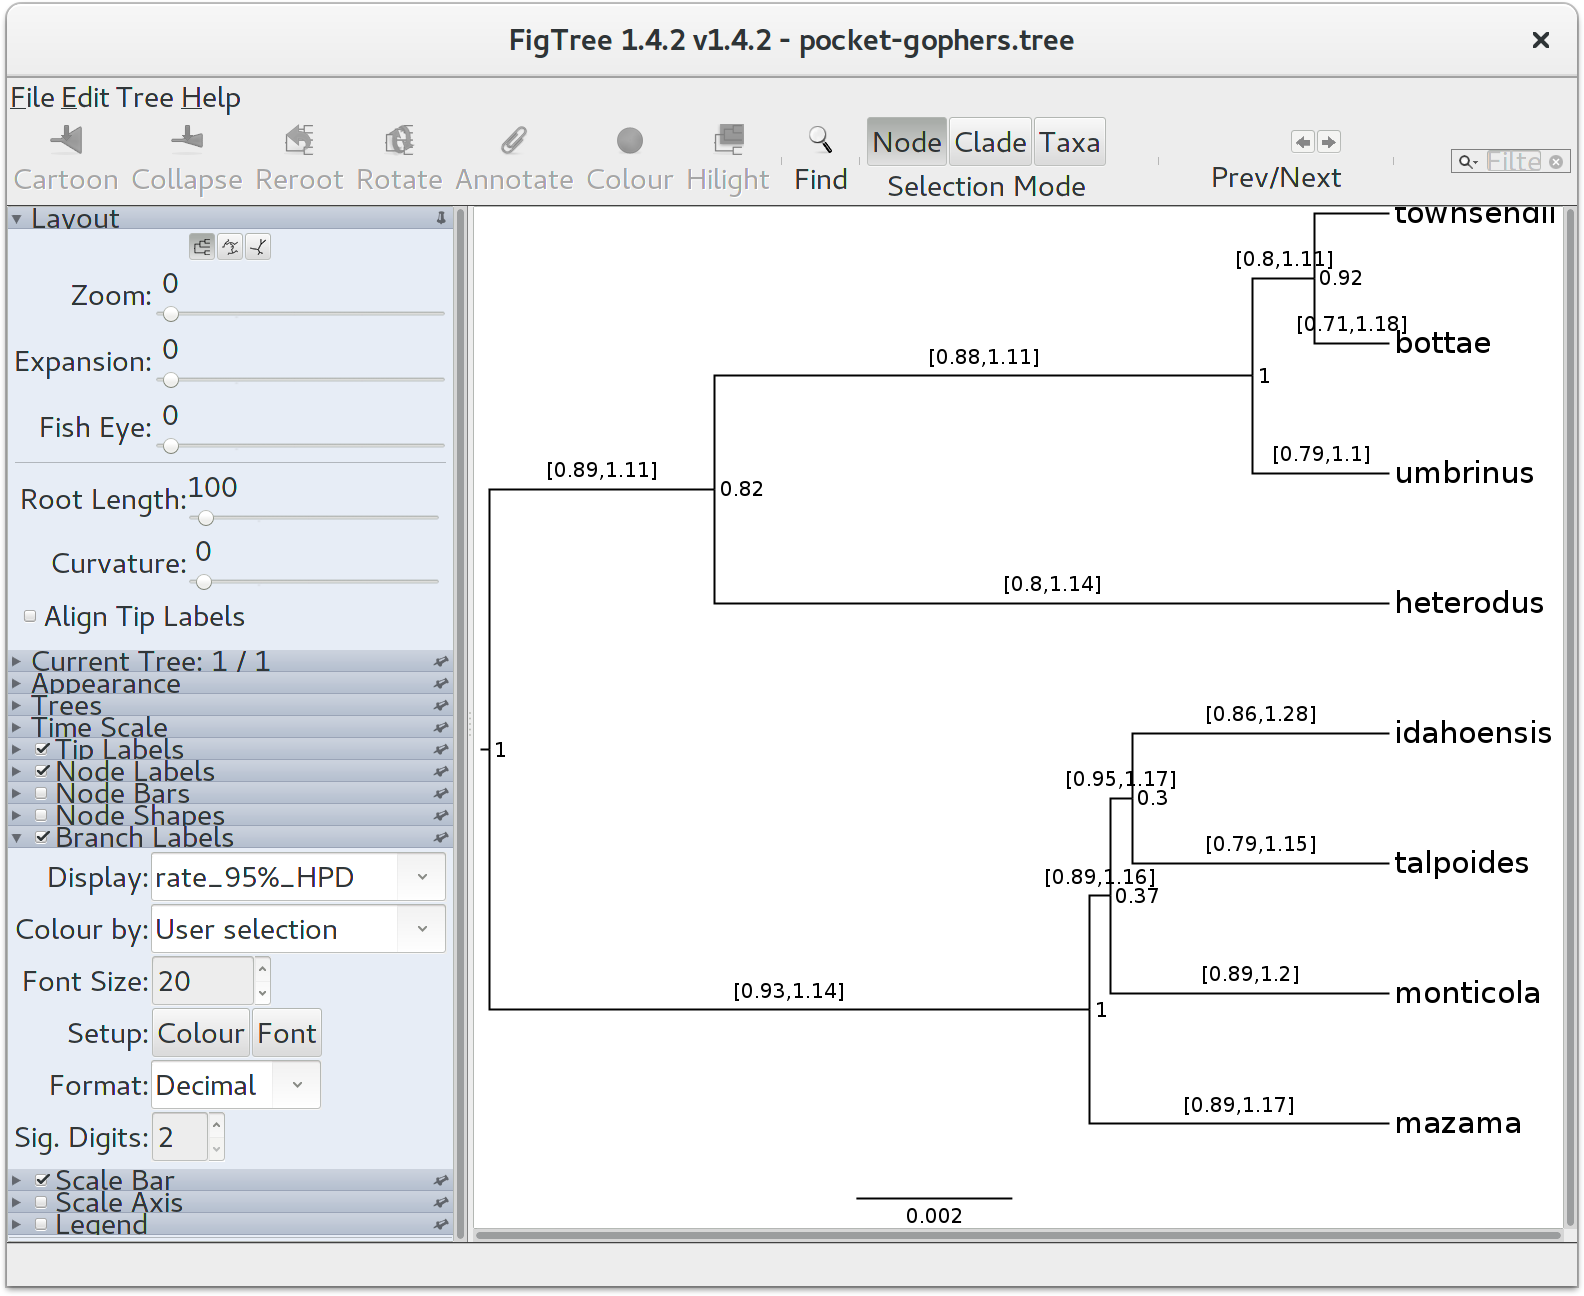 FigTree 1.4.2 v1.4.2 - pocket-gophers.tree
File Edit Tree Help
Cartoon Collapse Reroot Rotate Annotate Colour Hilight Find
Node Clade Taxa
Selection Mode
Prev/Next
Filte
Layout
Zoom: 0
Expansion: 0
Fish Eye: 0
Root Length: 100
Curvature: 0
Align Tip Labels
Current Tree: 1 / 1
Appearance
Trees
Time Scale
Tip Labels
Node Labels
Node Bars
Node Shapes
Branch Labels
Display: rate_95%_HPD
Colour by: User selection
Font Size: 20
Setup: Colour Font
Format: Decimal
Sig. Digits: 2
Scale Bar
Scale Axis
Legend
townsendii
[0.8,1.11]
0.92
[0.71,1.18]
bottae
[0.88,1.11]
1
[0.79,1.1]
umbrinus
[0.89,1.11]
0.82
[0.8,1.14]
heterodus
[0.86,1.28]
idahoensis
1
[0.95,1.17]
0.3
[0.79,1.15]
talpoides
[0.89,1.16]
0.37
[0.89,1.2]
monticola
[0.93,1.14]
1
[0.89,1.17]
mazama
0.002